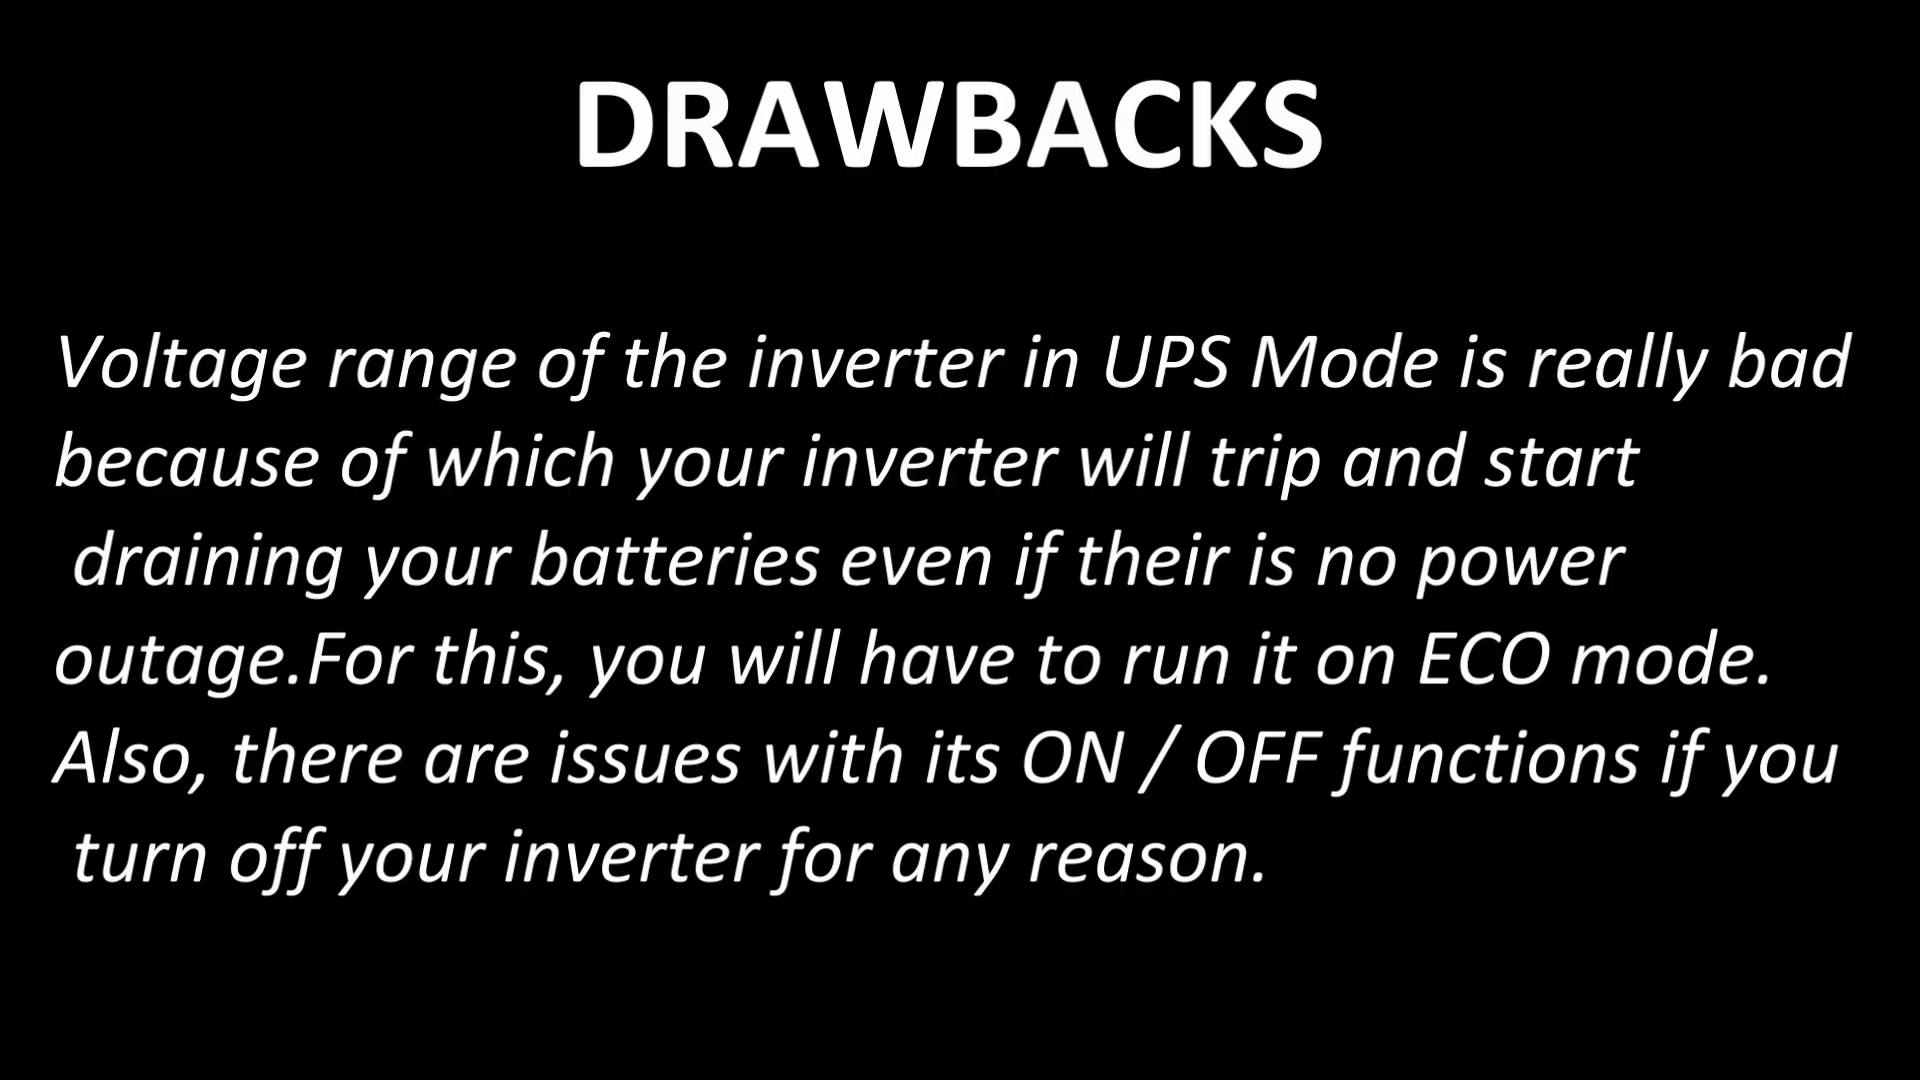 DRAWBACKS
Voltage range of the inverter in UPS Mode is really bad
because of which your inverter will trip and start
draining your batteries even if their is no power
outage.For this, you will have to run it on ECO mode.
Also, there are issues with its ON / OFF functions if you
turn off your inverter for any reason.